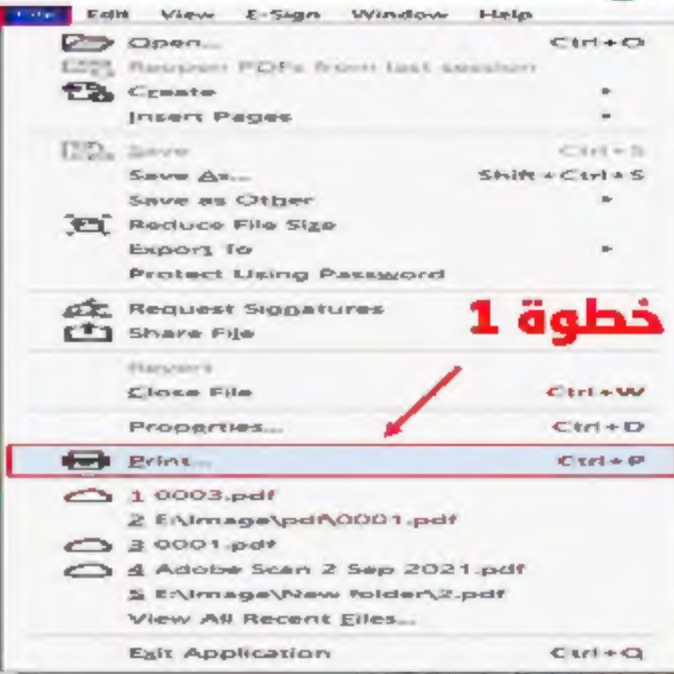 File Edit View E-Sign Window Help
Open... Ctrl+O
Reopen PDFs from last session
Create
Insert Pages
Save Ctrl+S
Save As... Shift+Ctrl+S
Save as Other
Reduce File Size
Export To
Protect Using Password
Request Signatures
خطوة 1
Share File
Revert
Close File Ctrl+W
Properties... Ctrl+D
Print... Ctrl+P
1 0003.pdf
2 E:\Image\pdf\0001.pdf
3 0001.pdf
4 Adobe Scan 2 Sep 2021.pdf
5 E:\Image\New folder\2.pdf
View All Recent Files...
Exit Application Ctrl+Q